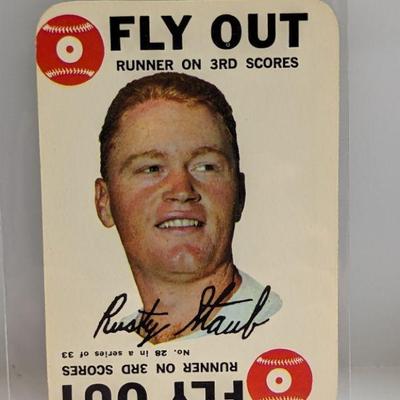 FLY OUT
RUNNER ON 3RD SCORES
Rusty Staub
No. 28 in a series of 33
RUNNER ON 3RD SCORES
FLY OUT